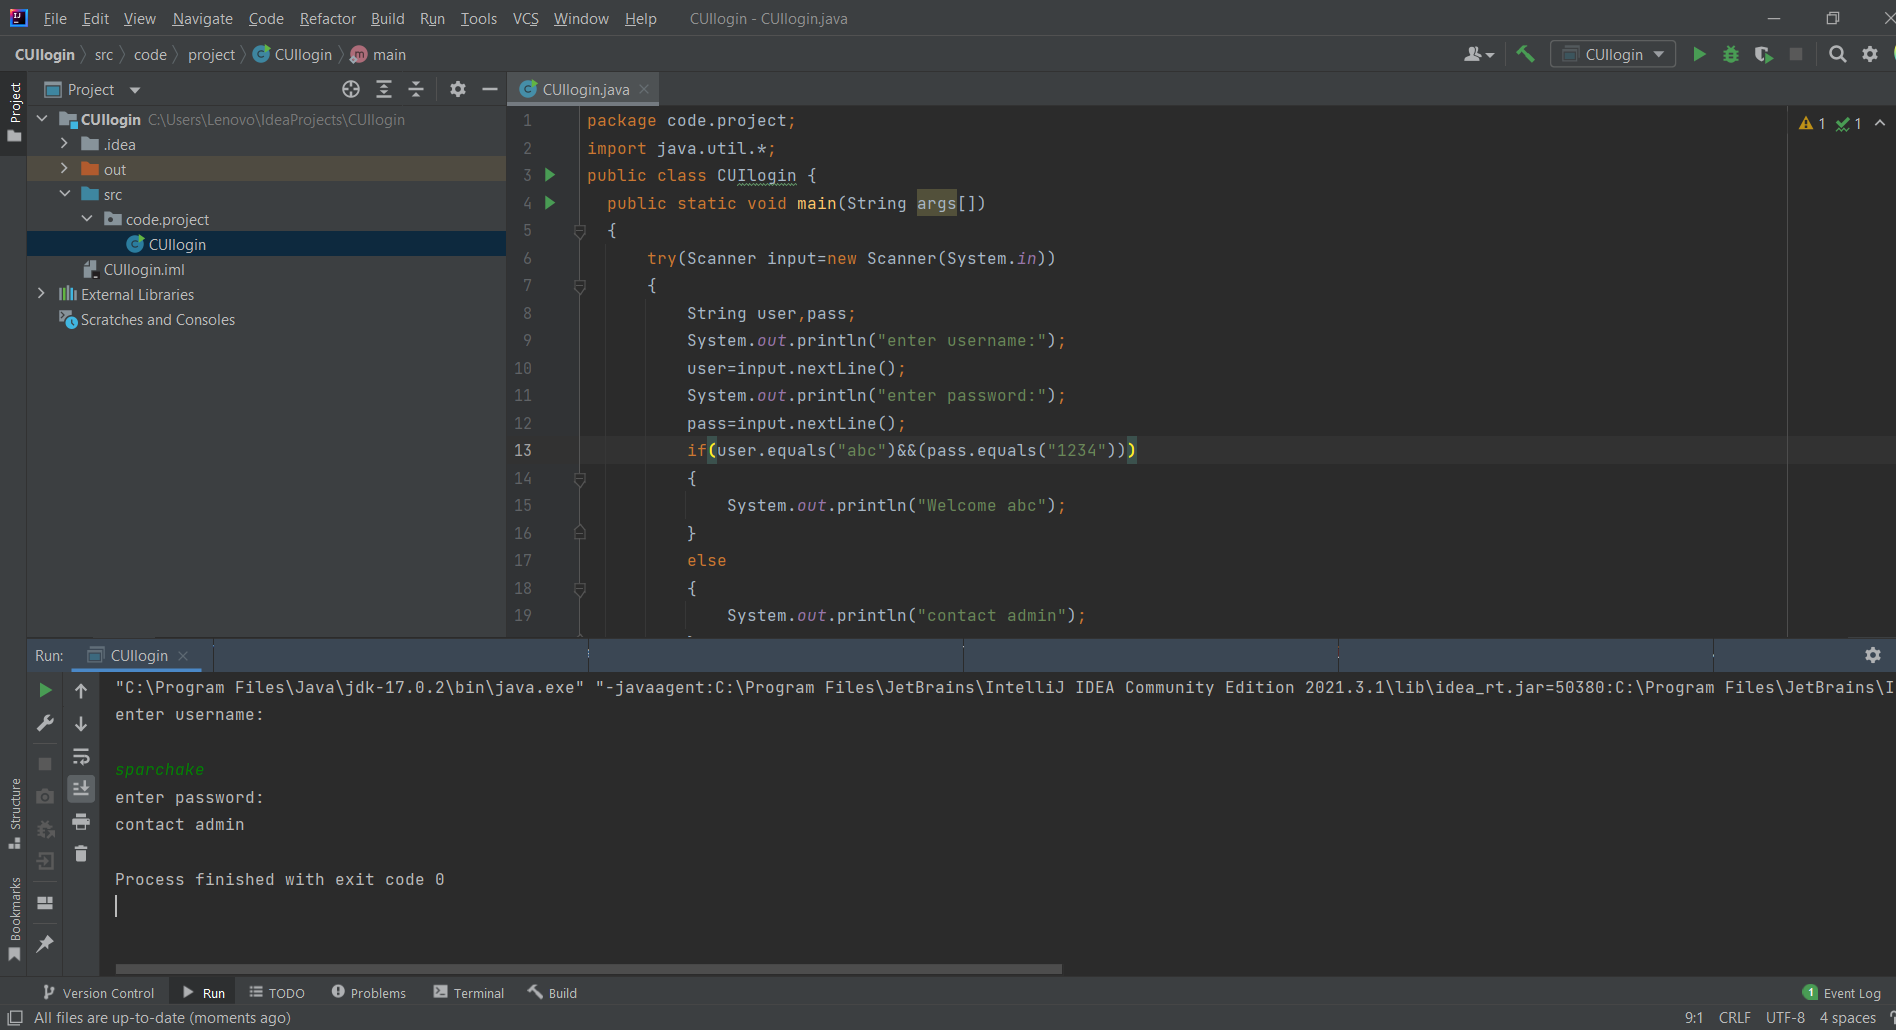 File Edit View Navigate Code Refactor Build Run Tools VCS Window Help CUIlogin - CUIlogin.java
CUIlogin src code project CUIlogin main CUIlogin
Project
Project CUIlogin.java
CUIlogin C:\Users\Lenovo\IdeaProjects\CUIlogin
.idea
out
src
code.project
CUIlogin
CUIlogin.iml
External Libraries
Scratches and Consoles
1 package code.project;
2 import java.util.*;
3 public class CUIlogin {
4 public static void main(String args[])
5 {
6 try(Scanner input=new Scanner(System.in))
7 {
8 String user,pass;
9 System.out.println("enter username:");
10 user=input.nextLine();
11 System.out.println("enter password:");
12 pass=input.nextLine();
13 if(user.equals("abc")&&(pass.equals("1234")))
14 {
15 System.out.println("Welcome abc");
16 }
17 else
18 {
19 System.out.println("contact admin");
1 1
Run: CUIlogin
"C:\Program Files\Java\jdk-17.0.2\bin\java.exe" "-javaagent:C:\Program Files\JetBrains\IntelliJ IDEA Community Edition 2021.3.1\lib\idea_rt.jar=50380:C:\Program Files\JetBrains\I
enter username:
sparchake
enter password:
contact admin
Process finished with exit code 0
Structure
Bookmarks
Version Control Run TODO Problems Terminal Build 1 Event Log
All files are up-to-date (moments ago) 9:1 CRLF UTF-8 4 spaces